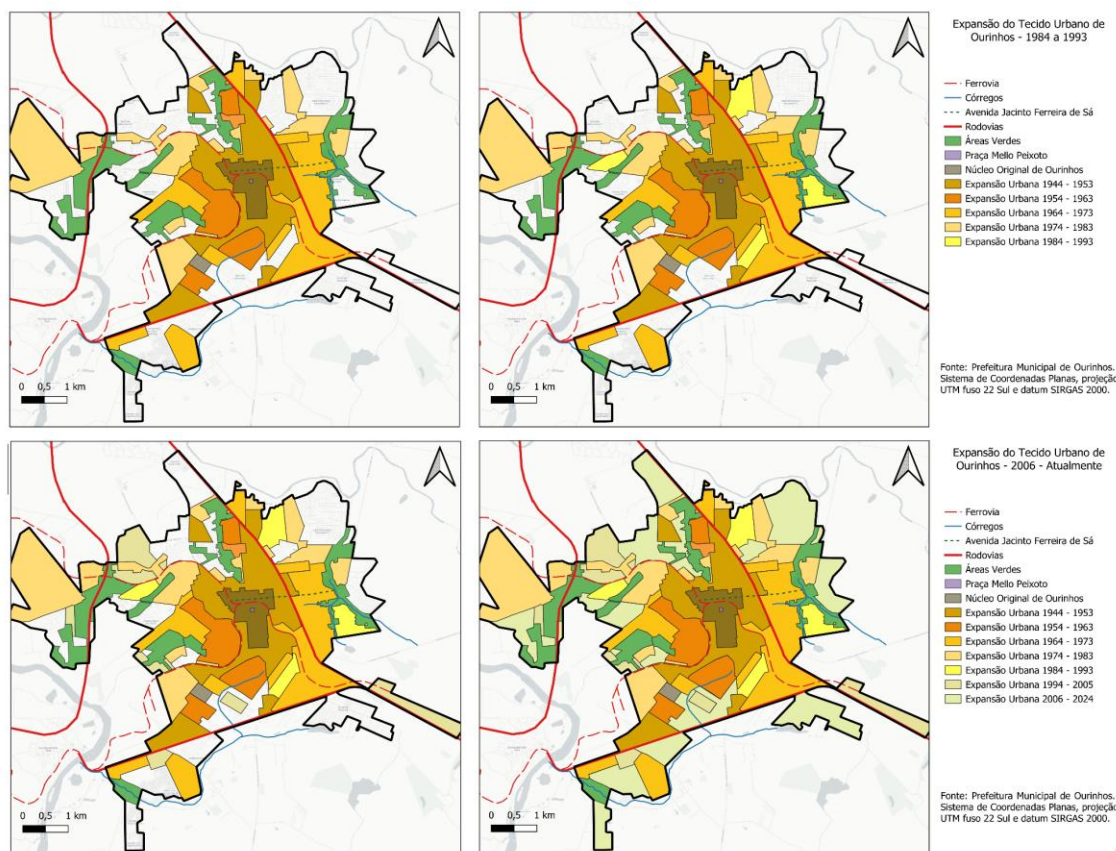 Expansão do Tecido Urbano de
Ourinhos - 1984 a 1993
Ferrovia
Córregos
Avenida Jacinto Ferreira de Sá
Rodovias
Áreas Verdes
Praça Mello Peixoto
Núcleo Original de Ourinhos
Expansão Urbana 1944 - 1953
Expansão Urbana 1954 - 1963
Expansão Urbana 1964 - 1973
Expansão Urbana 1974 - 1983
Expansão Urbana 1984 - 1993
0 0,5 1 km
0 0,5 1 km
Fonte: Prefeitura Municipal de Ourinhos.
Sistema de Coordenadas Planas, projeção
UTM fuso 22 Sul e datum SIRGAS 2000.
Expansão do Tecido Urbano de
Ourinhos - 2006 - Atualmente
Ferrovia
Córregos
Avenida Jacinto Ferreira de Sá
Rodovias
Áreas Verdes
Praça Mello Peixoto
Núcleo Original de Ourinhos
Expansão Urbana 1944 - 1953
Expansão Urbana 1954 - 1963
Expansão Urbana 1964 - 1973
Expansão Urbana 1974 - 1983
Expansão Urbana 1984 - 1993
Expansão Urbana 1994 - 2005
Expansão Urbana 2006 - 2024
0 0,5 1 km
0 0,5 1 km
Fonte: Prefeitura Municipal de Ourinhos.
Sistema de Coordenadas Planas, projeção
UTM fuso 22 Sul e datum SIRGAS 2000.